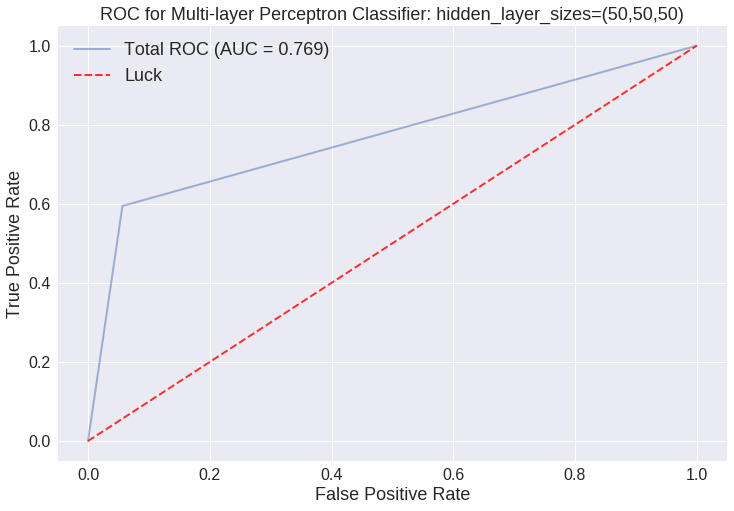 ROC for Multi-layer Perceptron Classifier: hidden_layer_sizes=(50,50,50)
Total ROC (AUC = 0.769)
Luck
True Positive Rate
1.0
0.8
0.6
0.4
0.2
0.0
0.0 0.2 0.4 0.6 0.8 1.0
False Positive Rate